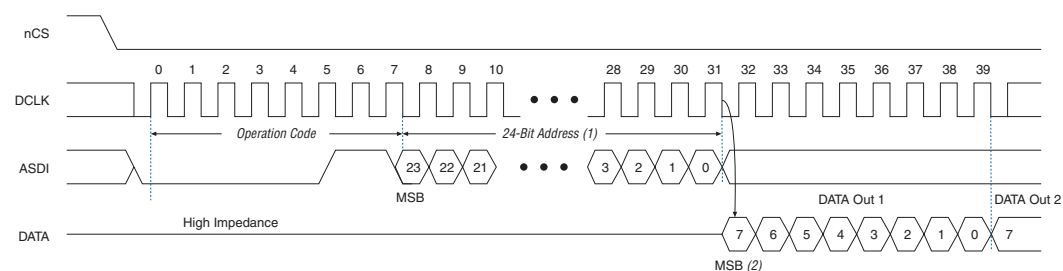 nCS
0 1 2 3 4 5 6 7 8 9 10 28 29 30 31 32 33 34 35 36 37 38 39
DCLK
Operation Code 24-Bit Address (1)
ASDI 23 22 21 3 2 1 0
MSB
DATA Out 1 DATA Out 2
High Impedance
DATA 7 6 5 4 3 2 1 0 7
MSB (2)